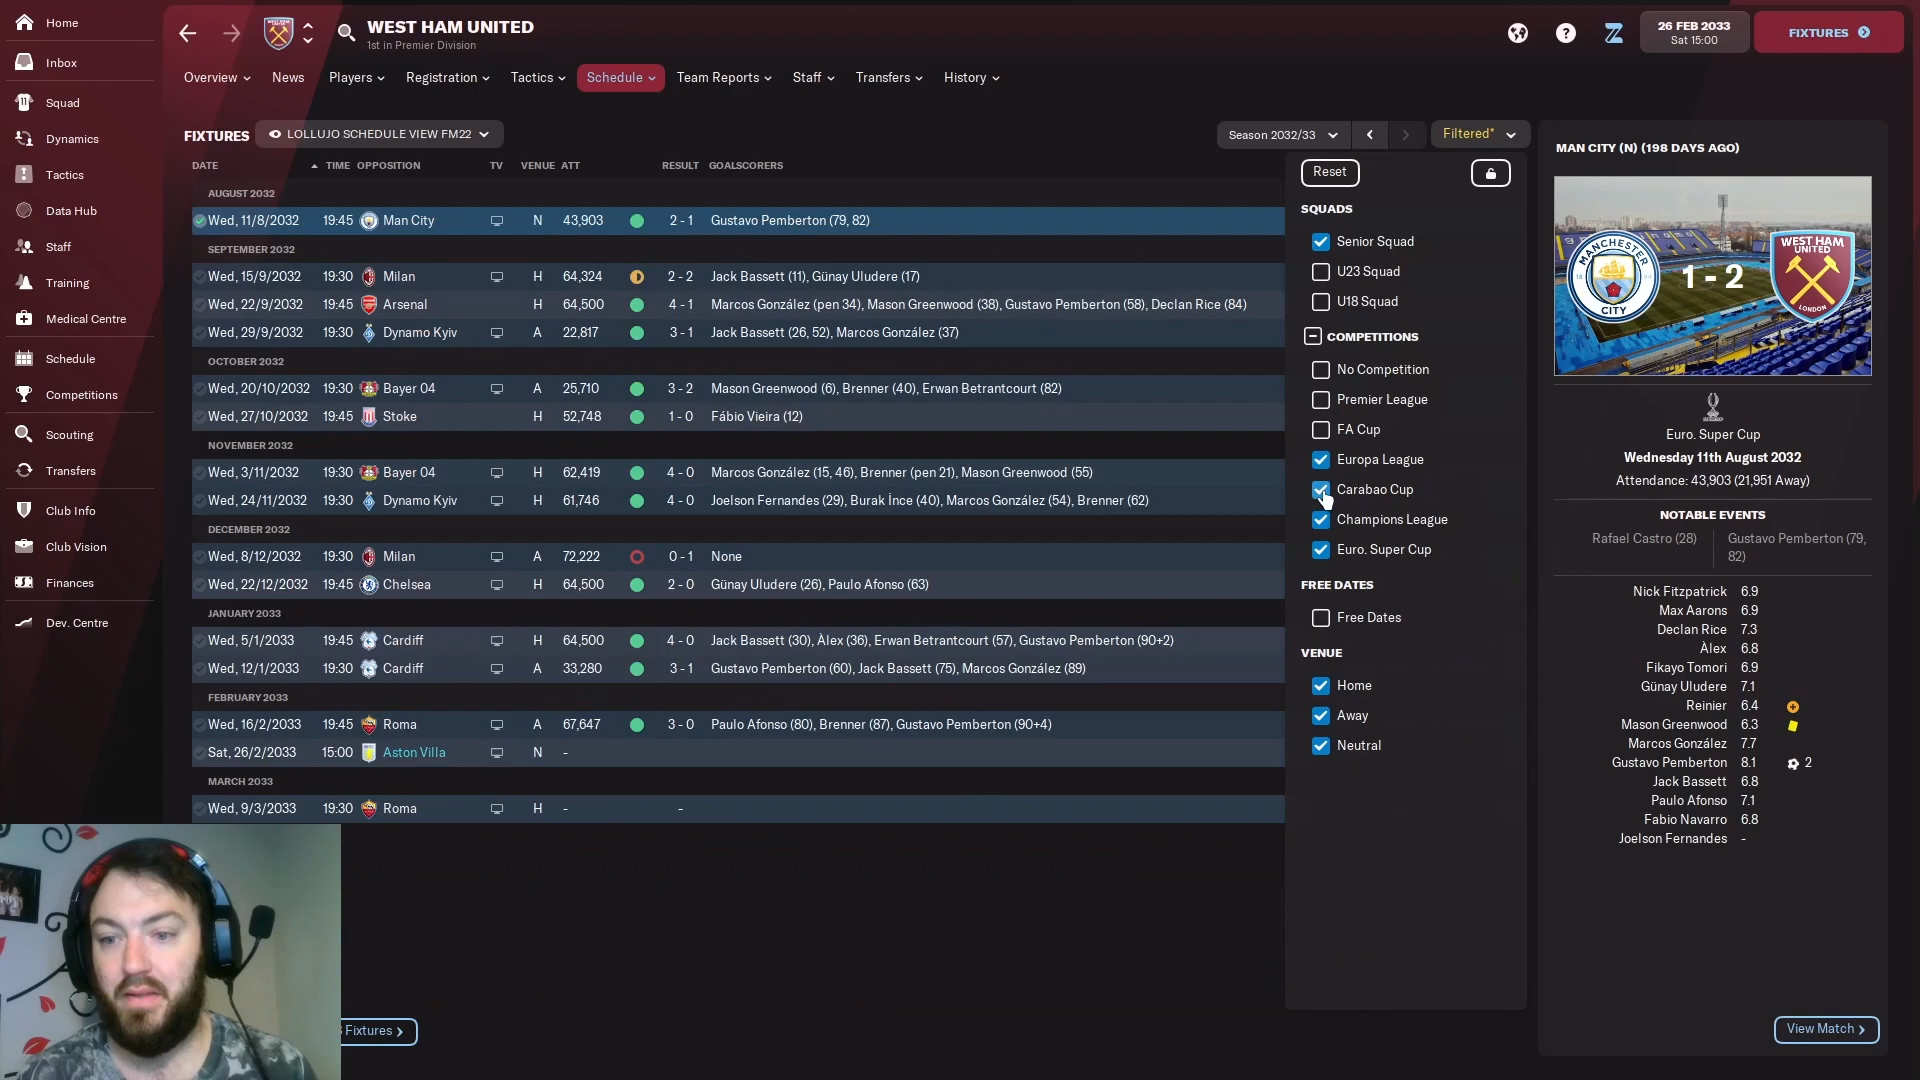 Home
Inbox
Squad
Dynamics
Tactics
Data Hub
Staff
Training
Medical Centre
Schedule
Competitions
Scouting
Transfers
Club Info
Club Vision
Finances
Dev. Centre
WEST HAM UNITED
1st in Premier Division
26 FEB 2033
Sat 15:00
FIXTURES
Overview News Players Registration Tactics Schedule Team Reports Staff Transfers History
FIXTURES LOLLUJO SCHEDULE VIEW FM22 Season 2032/33 Filtered*
DATE TIME OPPOSITION TV VENUE ATT RESULT GOALSCORERS
AUGUST 2032
Wed, 11/8/2032 19:45 Man City N 43,903 2 - 1 Gustavo Pemberton (79, 82)
SEPTEMBER 2032
Wed, 15/9/2032 19:30 Milan H 64,324 2 - 2 Jack Bassett (11), Günay Uludere (17)
Wed, 22/9/2032 19:45 Arsenal H 64,500 4 - 1 Marcos González (pen 34), Mason Greenwood (38), Gustavo Pemberton (58), Declan Rice (84)
Wed, 29/9/2032 19:30 Dynamo Kyiv A 22,817 3 - 1 Jack Bassett (26, 52), Marcos González (37)
OCTOBER 2032
Wed, 20/10/2032 19:30 Bayer 04 A 25,710 3 - 2 Mason Greenwood (6), Brenner (40), Erwan Betrantcourt (82)
Wed, 27/10/2032 19:45 Stoke H 52,748 1 - 0 Fábio Vieira (12)
NOVEMBER 2032
Wed, 3/11/2032 19:30 Bayer 04 H 62,419 4 - 0 Marcos González (15, 46), Brenner (pen 21), Mason Greenwood (55)
Wed, 24/11/2032 19:30 Dynamo Kyiv H 61,746 4 - 0 Joelson Fernandes (29), Burak İnce (40), Marcos González (54), Brenner (62)
DECEMBER 2032
Wed, 8/12/2032 19:30 Milan A 72,222 0 - 1 None
Wed, 22/12/2032 19:45 Chelsea H 64,500 2 - 0 Günay Uludere (26), Paulo Afonso (63)
JANUARY 2033
Wed, 5/1/2033 19:45 Cardiff H 64,500 4 - 0 Jack Bassett (30), Àlex (36), Erwan Betrantcourt (57), Gustavo Pemberton (90+2)
Wed, 12/1/2033 19:30 Cardiff A 33,280 3 - 1 Gustavo Pemberton (60), Jack Bassett (75), Marcos González (89)
FEBRUARY 2033
Wed, 16/2/2033 19:45 Roma A 67,647 3 - 0 Paulo Afonso (80), Brenner (87), Gustavo Pemberton (90+4)
Sat, 26/2/2033 15:00 Aston Villa N -
MARCH 2033
Wed, 9/3/2033 19:30 Roma H - -
Fixtures
Reset
SQUADS
Senior Squad
U23 Squad
U18 Squad
COMPETITIONS
No Competition
Premier League
FA Cup
Europa League
Carabao Cup
Champions League
Euro. Super Cup
FREE DATES
Free Dates
VENUE
Home
Away
Neutral
MAN CITY (N) (198 DAYS AGO)
MANCHESTER
CITY
1 - 2
WEST HAM
UNITED
LONDON
Euro. Super Cup
Wednesday 11th August 2032
Attendance: 43,903 (21,951 Away)
NOTABLE EVENTS
Rafael Castro (28) Gustavo Pemberton (79,
82)
Nick Fitzpatrick 6.9
Max Aarons 6.9
Declan Rice 7.3
Àlex 6.8
Fikayo Tomori 6.9
Günay Uludere 7.1
Reinier 6.4
Mason Greenwood 6.3
Marcos González 7.7
Gustavo Pemberton 8.1 2
Jack Bassett 6.8
Paulo Afonso 7.1
Fabio Navarro 6.8
Joelson Fernandes -
View Match